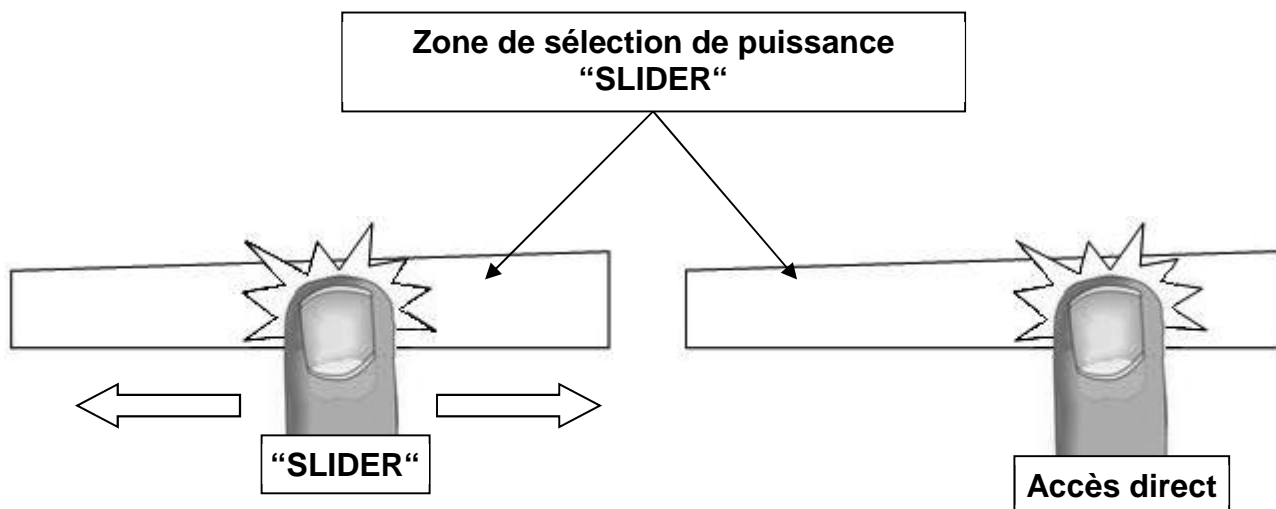 Zone de sélection de puissance
“SLIDER“
“SLIDER“
Accès direct